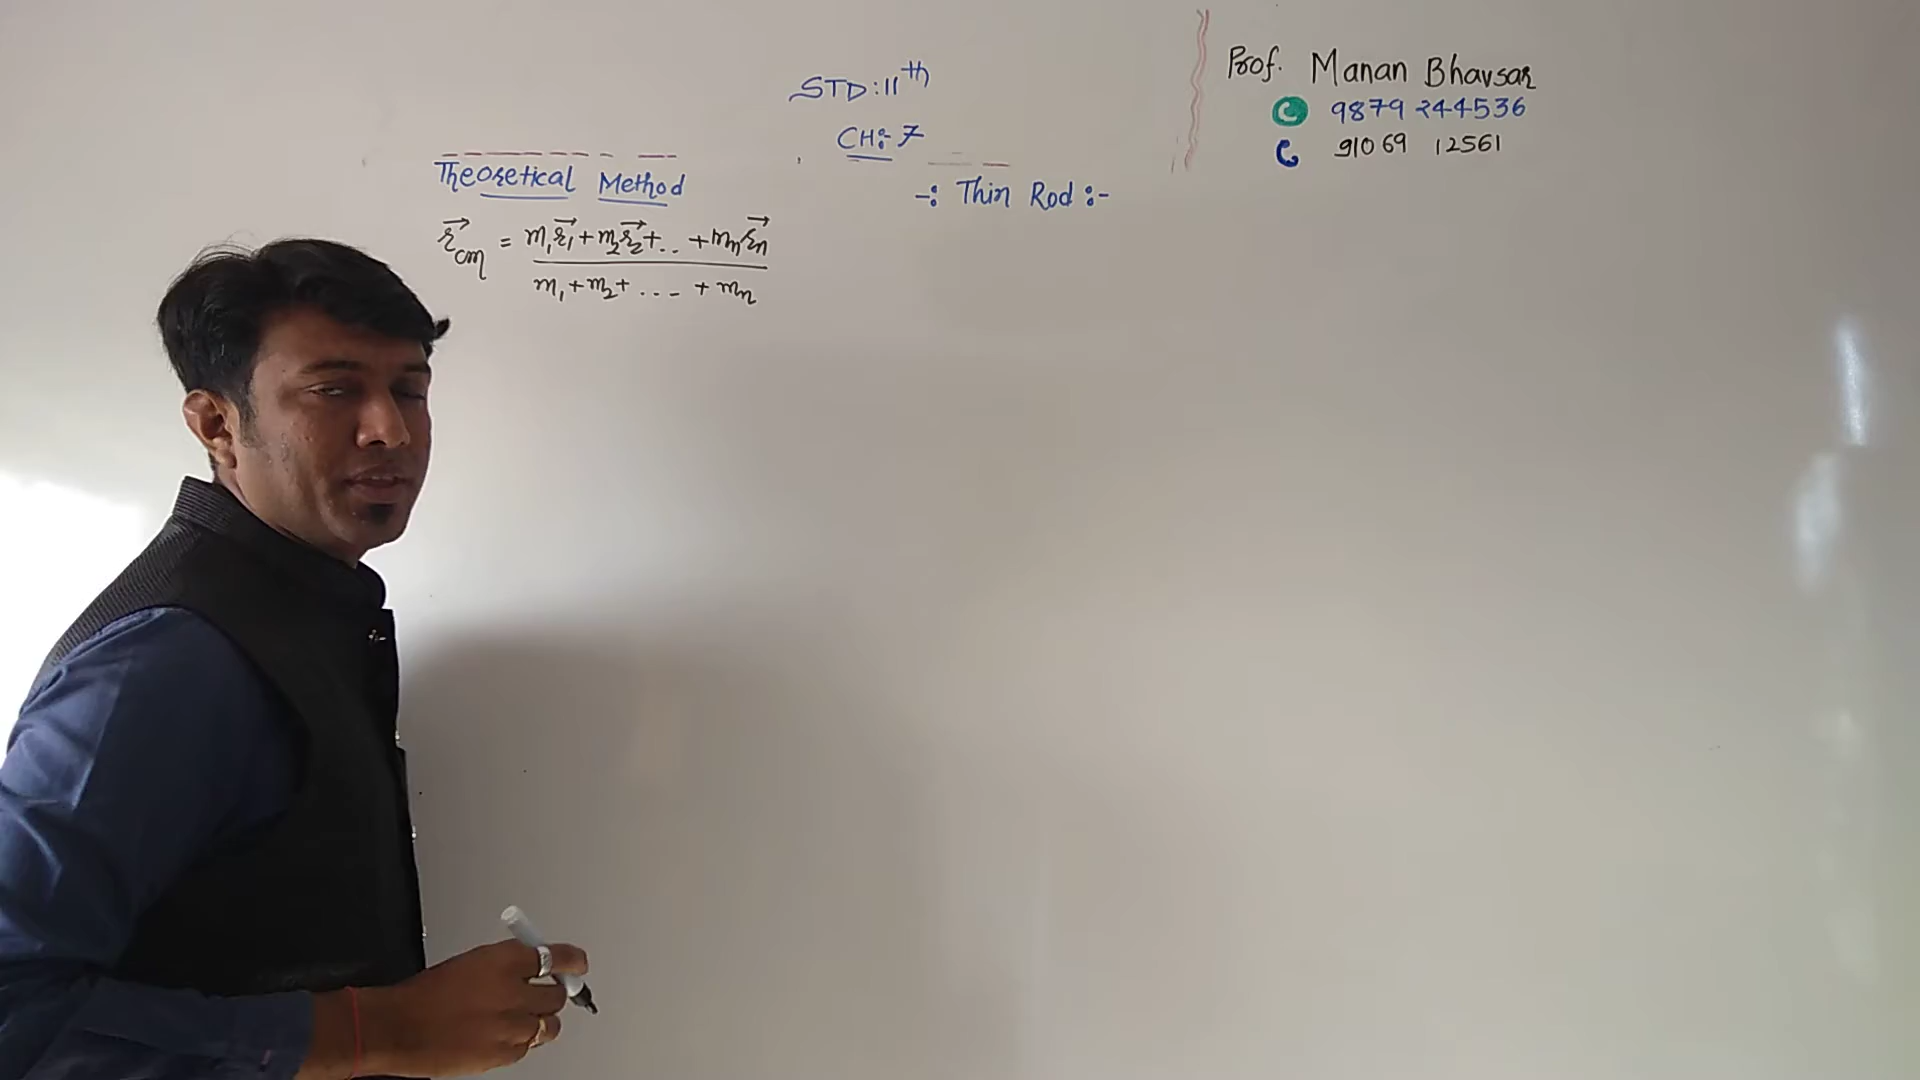 STD:11th
CH:- 7
Prof. Manan Bhavsar
9879 244536
91069 12561
Theoretical Method
-: Thin Rod :-
r⃗cm = m₁r⃗₁+m₂r⃗₂+.. +mₙr⃗ₙ
m₁+m₂+ .... +mₙ